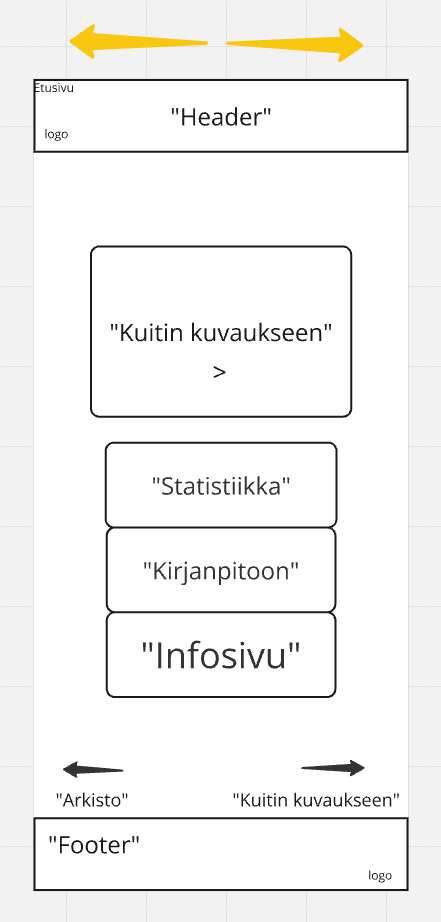 Etusivu
"Header"
logo
"Kuitin kuvaukseen"
>
"Statistiikka"
"Kirjanpitoon"
"Infosivu"
"Arkisto" "Kuitin kuvaukseen"
"Footer"
logo